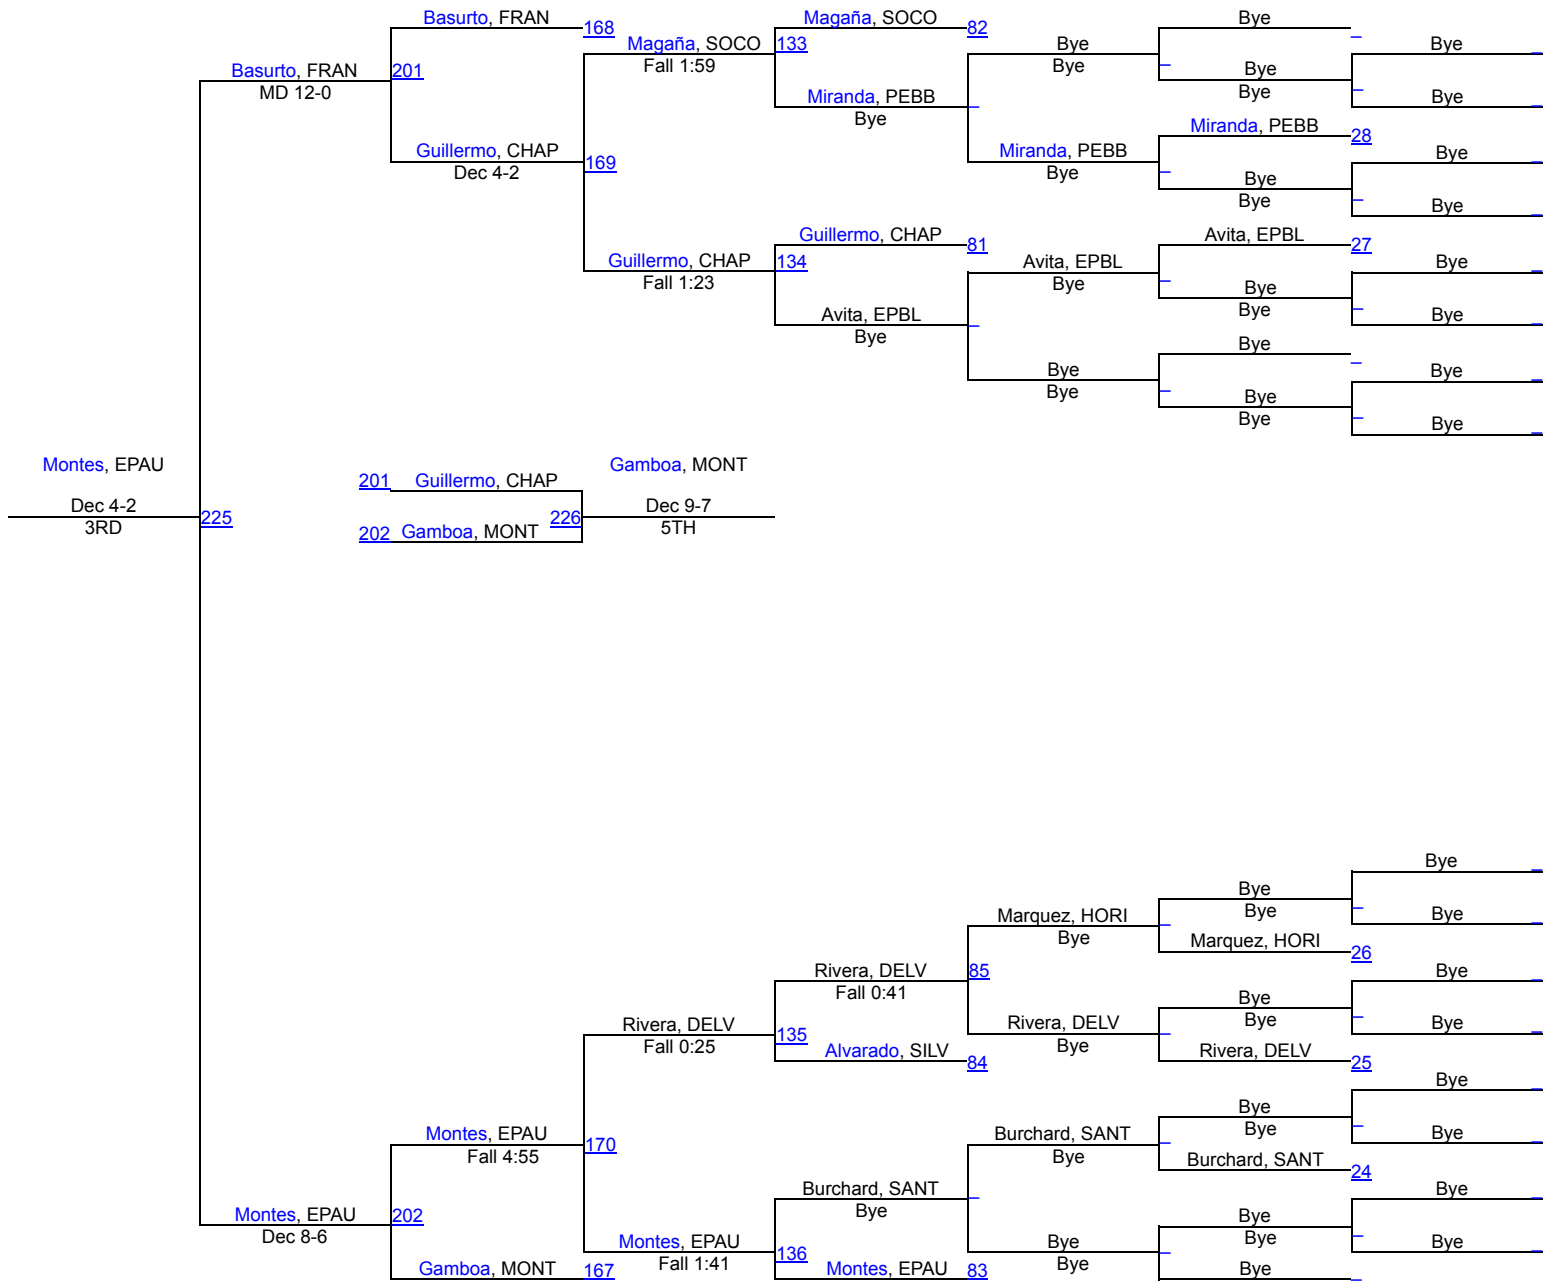 Basurto, FRAN
168
Magaña, SOCO
82
Bye
Magaña, SOCO
133
Bye
Bye
Basurto, FRAN
201
Fall 1:59
Bye
Bye
MD 12-0
Miranda, PEBB
Bye
Bye
Bye
Miranda, PEBB
28
Guillermo, CHAP
Miranda, PEBB
Bye
Dec 4-2
169
Bye
Bye
Bye
Bye
Guillermo, CHAP
81
Avita, EPBL
27
Guillermo, CHAP
134
Avita, EPBL
Bye
Fall 1:23
Bye
Bye
Avita, EPBL
Bye
Bye
Bye
Bye
Bye
Bye
Bye
Bye
Bye
Bye
Montes, EPAU
Gamboa, MONT
201
Guillermo, CHAP
Dec 4-2
Dec 9-7
225
226
3RD
202
Gamboa, MONT
5TH
Bye
Bye
Marquez, HORI
Bye
Bye
Bye
Marquez, HORI
26
Rivera, DELV
85
Bye
Fall 0:41
Bye
Rivera, DELV
Rivera, DELV
Bye
Bye
Fall 0:25
135
Alvarado, SILV
84
Bye
Rivera, DELV
25
Bye
Bye
Montes, EPAU
Burchard, SANT
Bye
Bye
Fall 4:55
170
Bye
Burchard, SANT
24
Burchard, SANT
Bye
Montes, EPAU
202
Bye
Bye
Dec 8-6
Montes, EPAU
Bye
Bye
Bye
Fall 1:41
136
Bye
Gamboa, MONT
167
Montes, EPAU
83
Bye